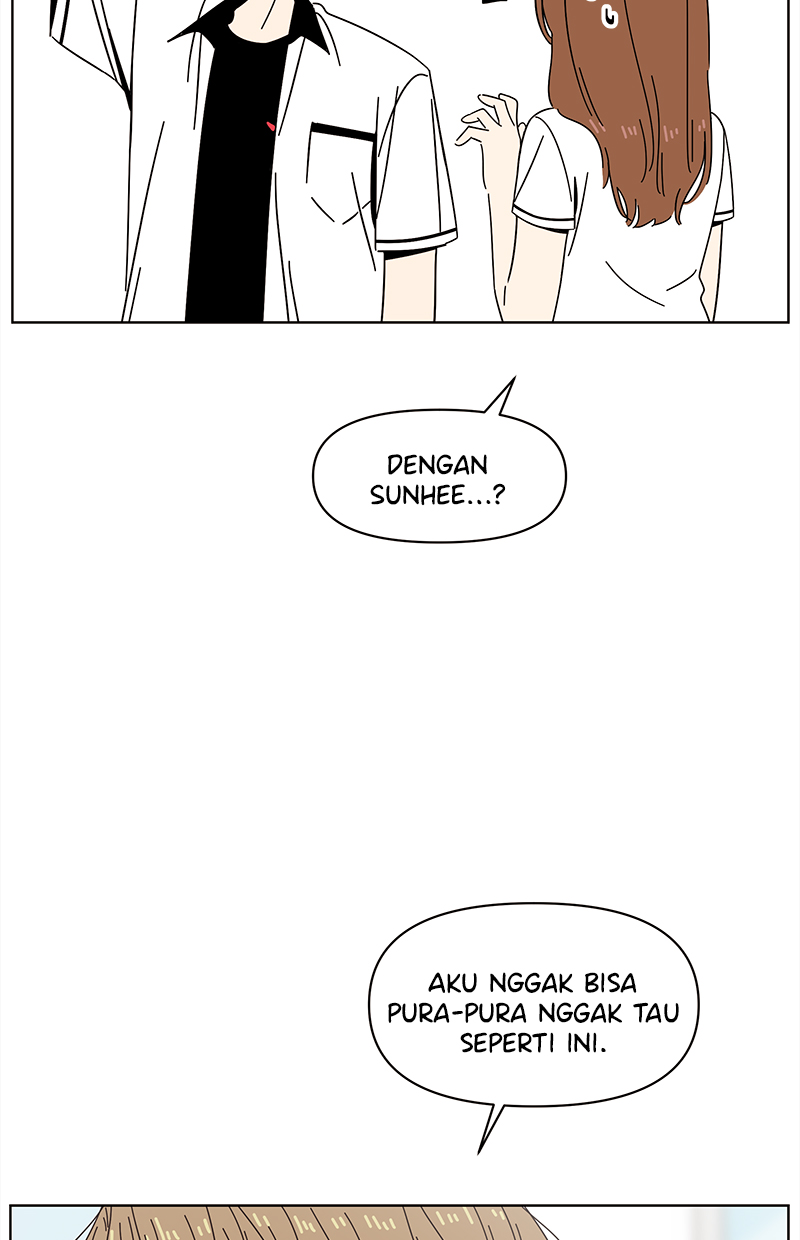 DENGAN
SUNHEE...?
AKU NGGAK BISA
PURA-PURA NGGAK TAU
SEPERTI INI.